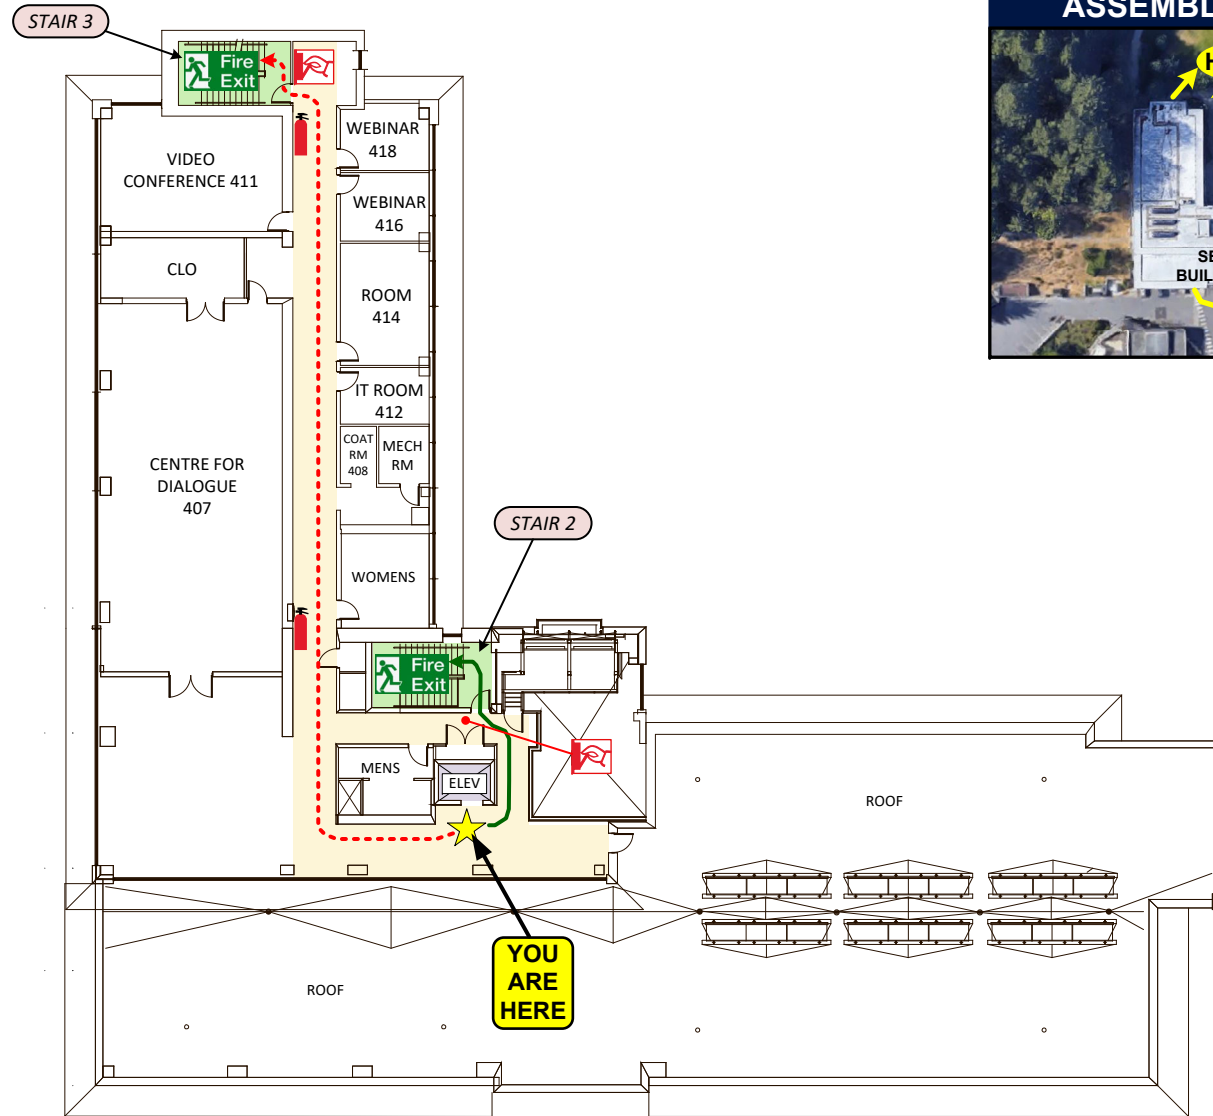 STAIR 3
Fire
Exit
WEBINAR
418
VIDEO
CONFERENCE 411
WEBINAR
416
CLO
ROOM
414
IT ROOM
412
COAT
RM
408
MECH
RM
CENTRE FOR
DIALOGUE
407
STAIR 2
WOMENS
Fire
Exit
MENS
ELEV
ROOF
YOU
ARE
HERE
ROOF